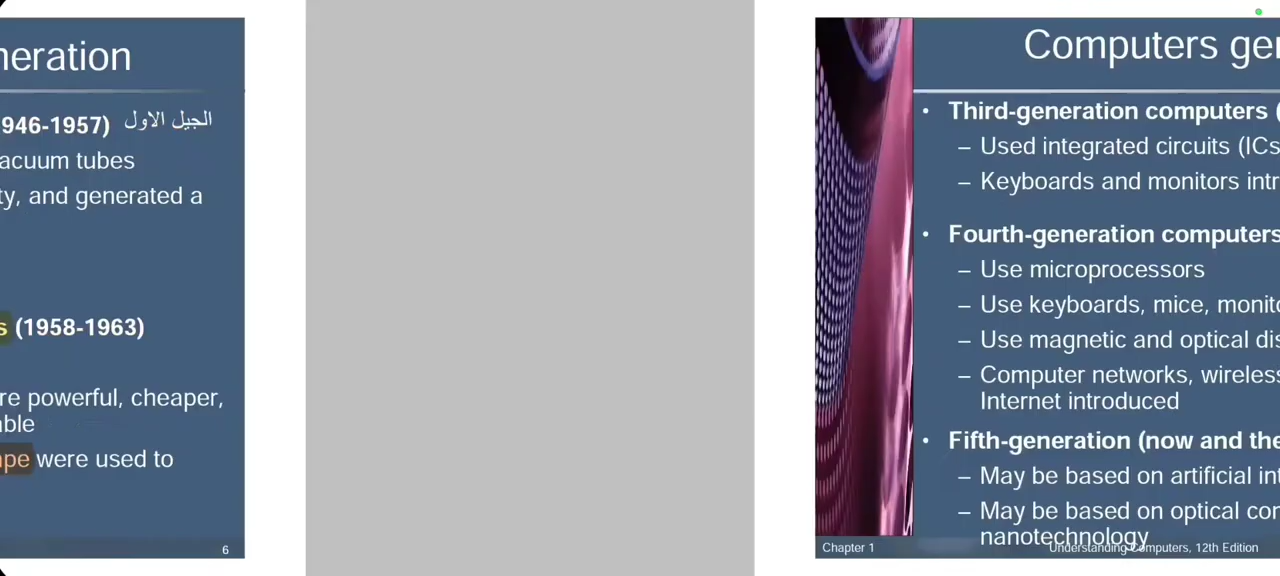 neration
946-1957) الجيل الاول
acuum tubes
ty, and generated a
s (1958-1963)
re powerful, cheaper,
able
ape were used to
6
Computers gen
• Third-generation computers (
– Used integrated circuits (ICs
– Keyboards and monitors intr
• Fourth-generation computers
– Use microprocessors
– Use keyboards, mice, monito
– Use magnetic and optical dis
– Computer networks, wireless
Internet introduced
• Fifth-generation (now and the
– May be based on artificial int
– May be based on optical com
nanotechnology
Chapter 1
Understanding Computers, 12th Edition